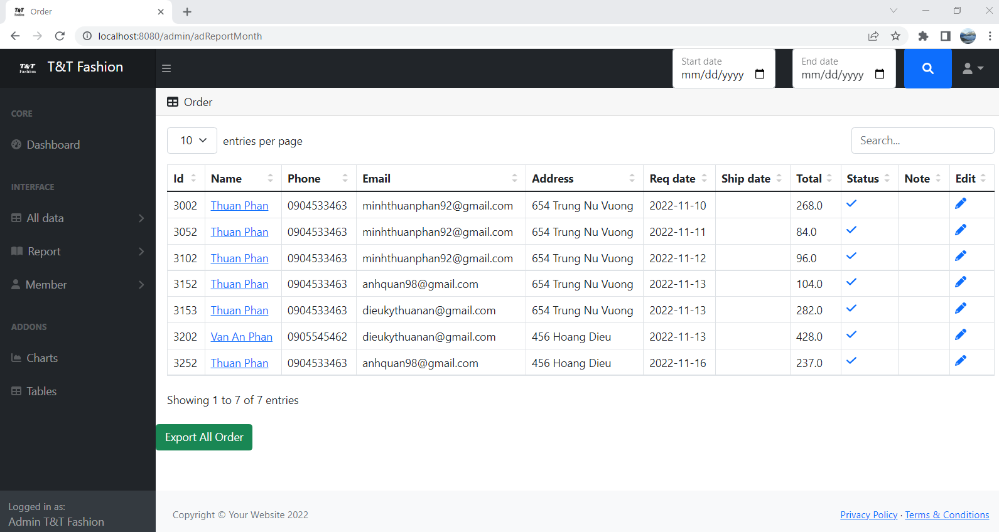 T&T Fashion Order
localhost:8080/admin/adReportMonth
T&T Fashion T&T Fashion
Start date
mm/dd/yyyy
End date
mm/dd/yyyy
CORE
Dashboard
INTERFACE
All data
Report
Member
ADDONS
Charts
Tables
Logged in as:
Admin T&T Fashion
Order
10 entries per page
Search...
Id Name Phone Email Address Req date Ship date Total Status Note Edit
3002 Thuan Phan 0904533463 minhthuanphan92@gmail.com 654 Trung Nu Vuong 2022-11-10 268.0
3052 Thuan Phan 0904533463 minhthuanphan92@gmail.com 654 Trung Nu Vuong 2022-11-11 84.0
3102 Thuan Phan 0904533463 minhthuanphan92@gmail.com 654 Trung Nu Vuong 2022-11-12 96.0
3152 Thuan Phan 0904533463 anhquan98@gmail.com 654 Trung Nu Vuong 2022-11-13 104.0
3153 Thuan Phan 0904533463 dieukythuanan@gmail.com 654 Trung Nu Vuong 2022-11-13 282.0
3202 Van An Phan 0905545462 dieukythuanan@gmail.com 456 Hoang Dieu 2022-11-13 428.0
3252 Thuan Phan 0904533463 anhquan98@gmail.com 456 Hoang Dieu 2022-11-16 237.0
Showing 1 to 7 of 7 entries
Export All Order
Copyright © Your Website 2022
Privacy Policy · Terms & Conditions